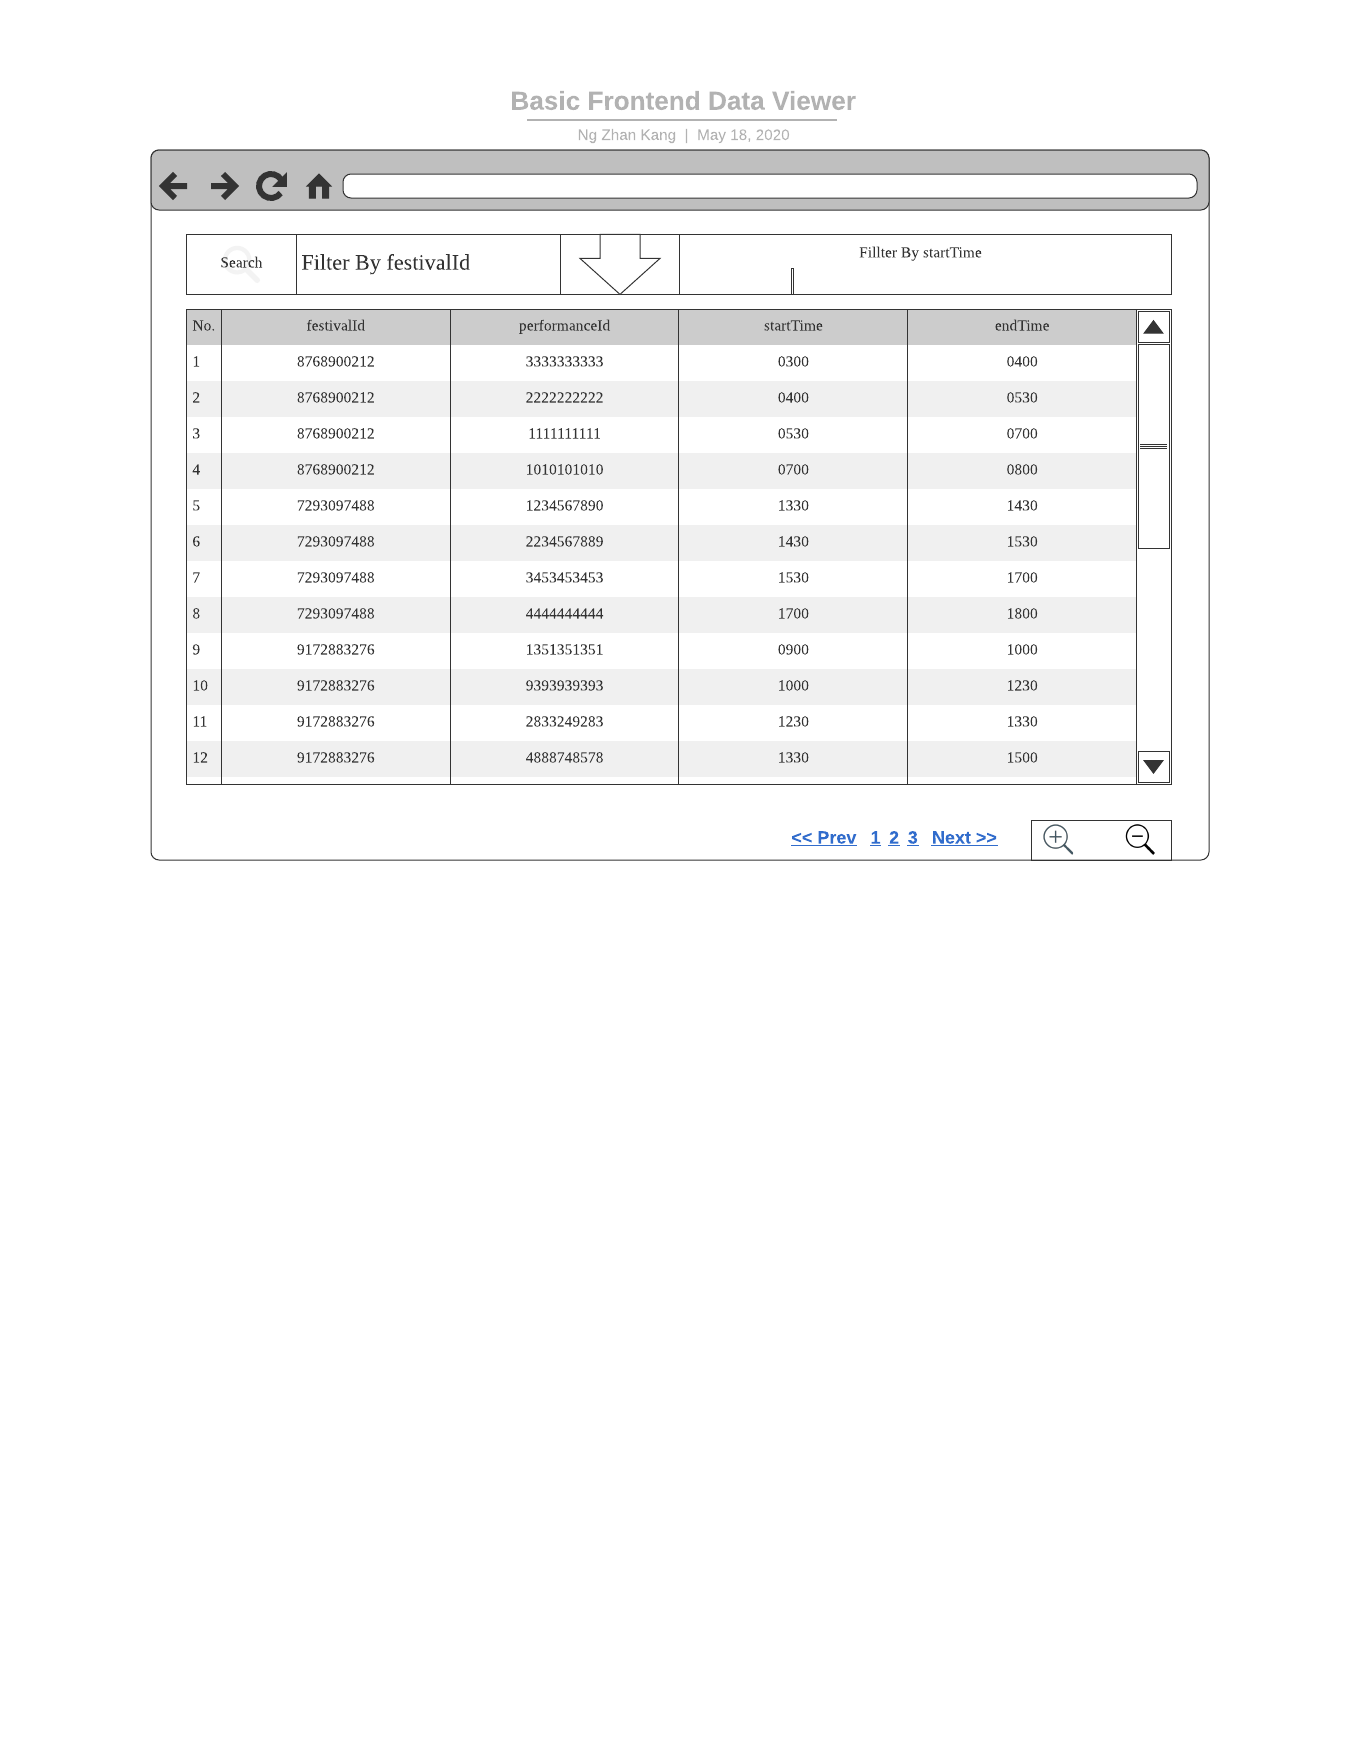 Basic Frontend Data Viewer
Ng Zhan Kang | May 18, 2020
Search Filter By festivalId Fillter By startTime
No. festivalId performanceId startTime endTime
1 8768900212 3333333333 0300 0400
2 8768900212 2222222222 0400 0530
3 8768900212 1111111111 0530 0700
4 8768900212 1010101010 0700 0800
5 7293097488 1234567890 1330 1430
6 7293097488 2234567889 1430 1530
7 7293097488 3453453453 1530 1700
8 7293097488 4444444444 1700 1800
9 9172883276 1351351351 0900 1000
10 9172883276 9393939393 1000 1230
11 9172883276 2833249283 1230 1330
12 9172883276 4888748578 1330 1500
<< Prev 1 2 3 Next >>